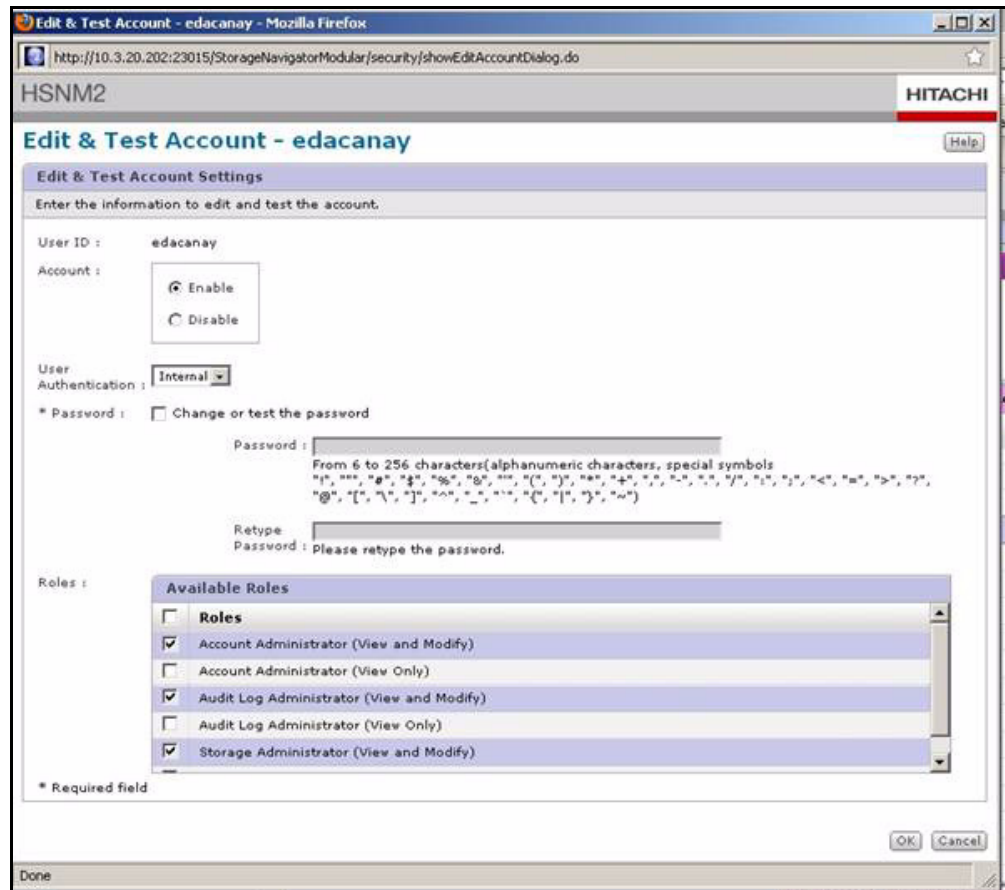 Edit & Test Account - edacanay - Mozilla Firefox
http://10.3.20.202:23015/StorageNavigatorModular/security/showEditAccountDialog.do
HSNM2
HITACHI
Edit & Test Account - edacanay
Help
Edit & Test Account Settings
Enter the information to edit and test the account.
User ID : edacanay
Account :
Enable
Disable
User
Authentication : Internal
* Password : Change or test the password
Password :
From 6 to 256 characters(alphanumeric characters, special symbols
"!", """, "#", "$", "%", "&", "'", "(", ")", "*", "+", ",", "-", ".", "/", ":", ";", "<", "=", ">", "?",
"@", "[", "\", "]", "^", "_", "`", "{", "|", "}", "~")
Retype
Password : Please retype the password.
Roles :
Available Roles
Roles
Account Administrator (View and Modify)
Account Administrator (View Only)
Audit Log Administrator (View and Modify)
Audit Log Administrator (View Only)
Storage Administrator (View and Modify)
* Required field
OK Cancel
Done